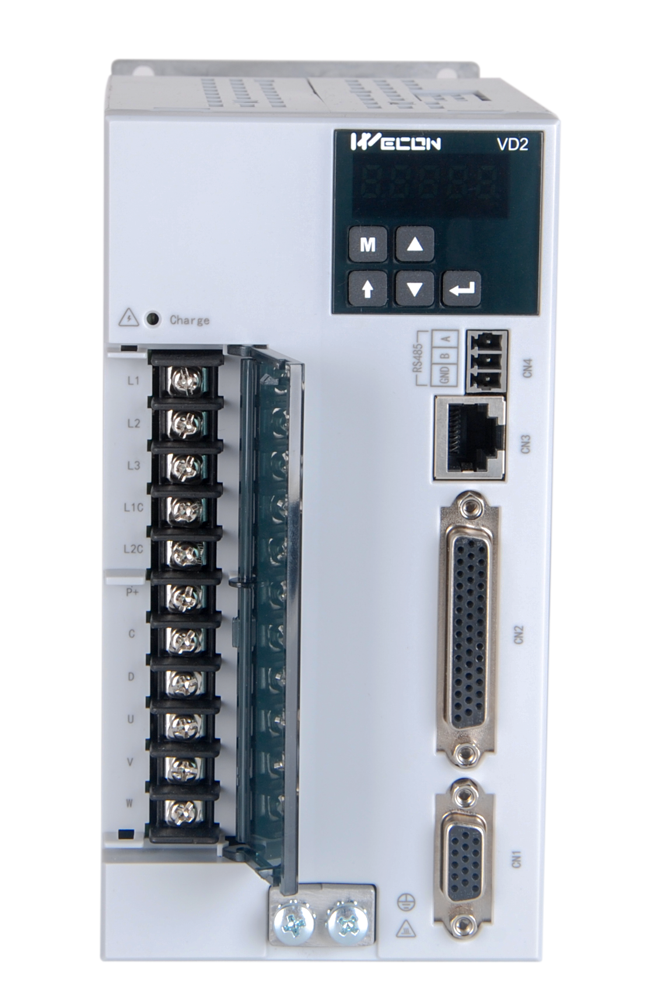 WECON VD2
M
Charge
RS485
A
B
GND
CN4
L1
L2
L3
L1C
L2C
P+
C
D
U
V
W
CN3
CN2
CN1